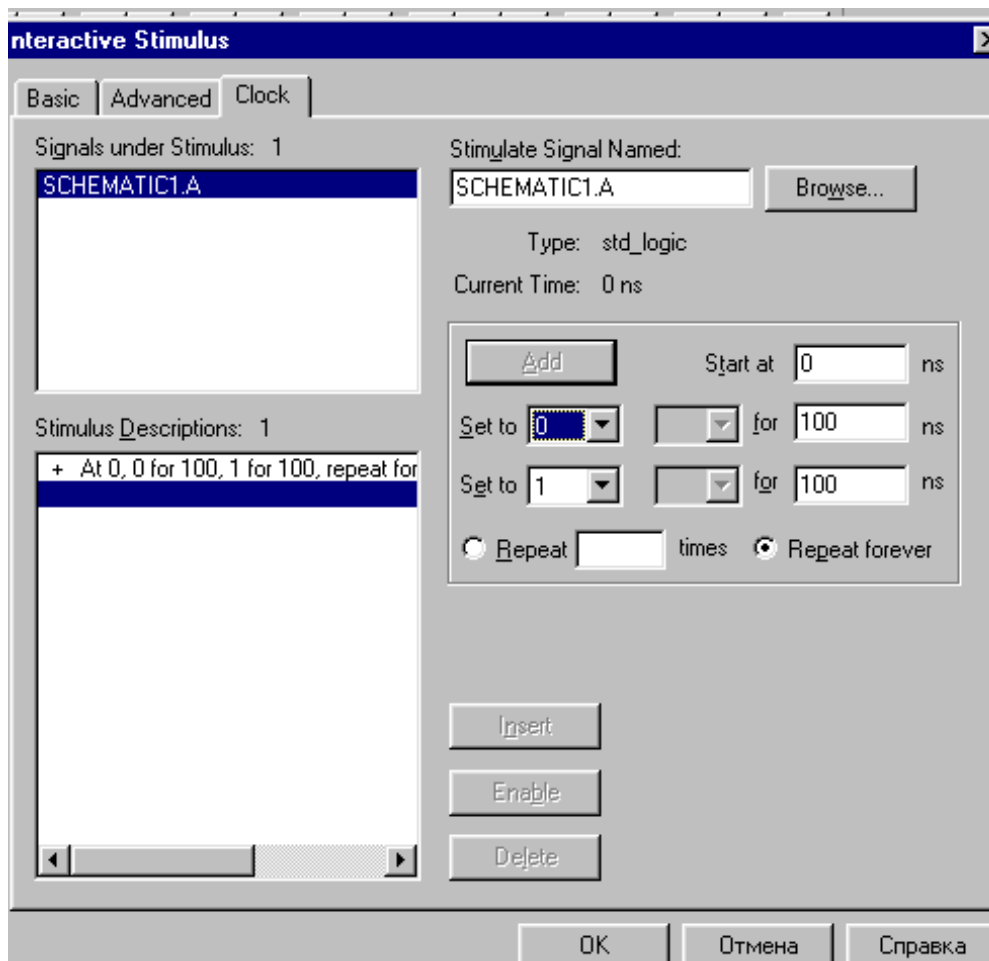 nteractive Stimulus
Basic Advanced Clock
Signals under Stimulus: 1
SCHEMATIC1.A
Stimulate Signal Named:
SCHEMATIC1.A Browse...
Type: std_logic
Current Time: 0 ns
Add Start at 0 ns
Set to 0 for 100 ns
Set to 1 for 100 ns
Repeat times Repeat forever
Stimulus Descriptions: 1
+ At 0, 0 for 100, 1 for 100, repeat for
Insert
Enable
Delete
OK Отмена Справка